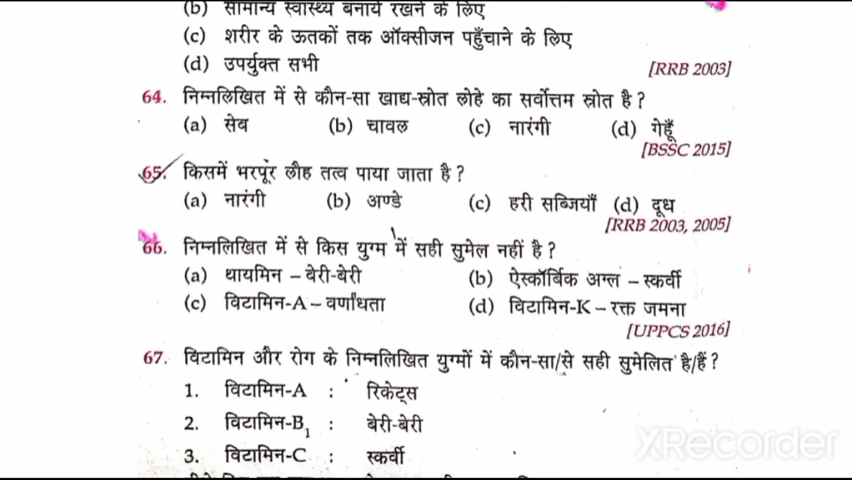 (b) सामान्य स्वास्थ्य बनाये रखने के लिए
(c) शरीर के ऊतकों तक ऑक्सीजन पहुँचाने के लिए
(d) उपर्युक्त सभी [RRB 2003]
64. निम्नलिखित में से कौन-सा खाद्य-स्रोत लोहे का सर्वोत्तम स्रोत है ?
(a) सेब (b) चावल (c) नारंगी (d) गेहूँ
[BSSC 2015]
65. किसमें भरपूर लौह तत्व पाया जाता है ?
(a) नारंगी (b) अण्डे (c) हरी सब्जियाँ (d) दूध
[RRB 2003, 2005]
66. निम्नलिखित में से किस युग्म में सही सुमेल नहीं है ?
(a) थायमिन – बेरी-बेरी (b) ऐस्कॉर्बिक अम्ल – स्कर्वी
(c) विटामिन-A – वर्णांधता (d) विटामिन-K – रक्त जमना
[UPPCS 2016]
67. विटामिन और रोग के निम्नलिखित युग्मों में कौन-सा/से सही सुमेलित है/हैं ?
1. विटामिन-A : रिकेट्स
2. विटामिन-B₁ : बेरी-बेरी
3. विटामिन-C : स्कर्वी
XRecorder